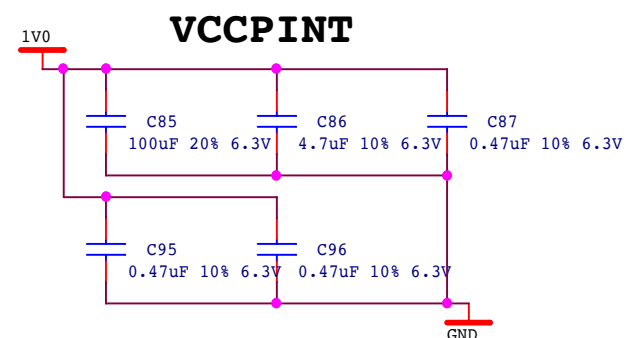 VCCPINT
1V0
C85
100uF 20% 6.3V
C86
4.7uF 10% 6.3V
C87
0.47uF 10% 6.3V
C95
0.47uF 10% 6.3V
C96
0.47uF 10% 6.3V
GND